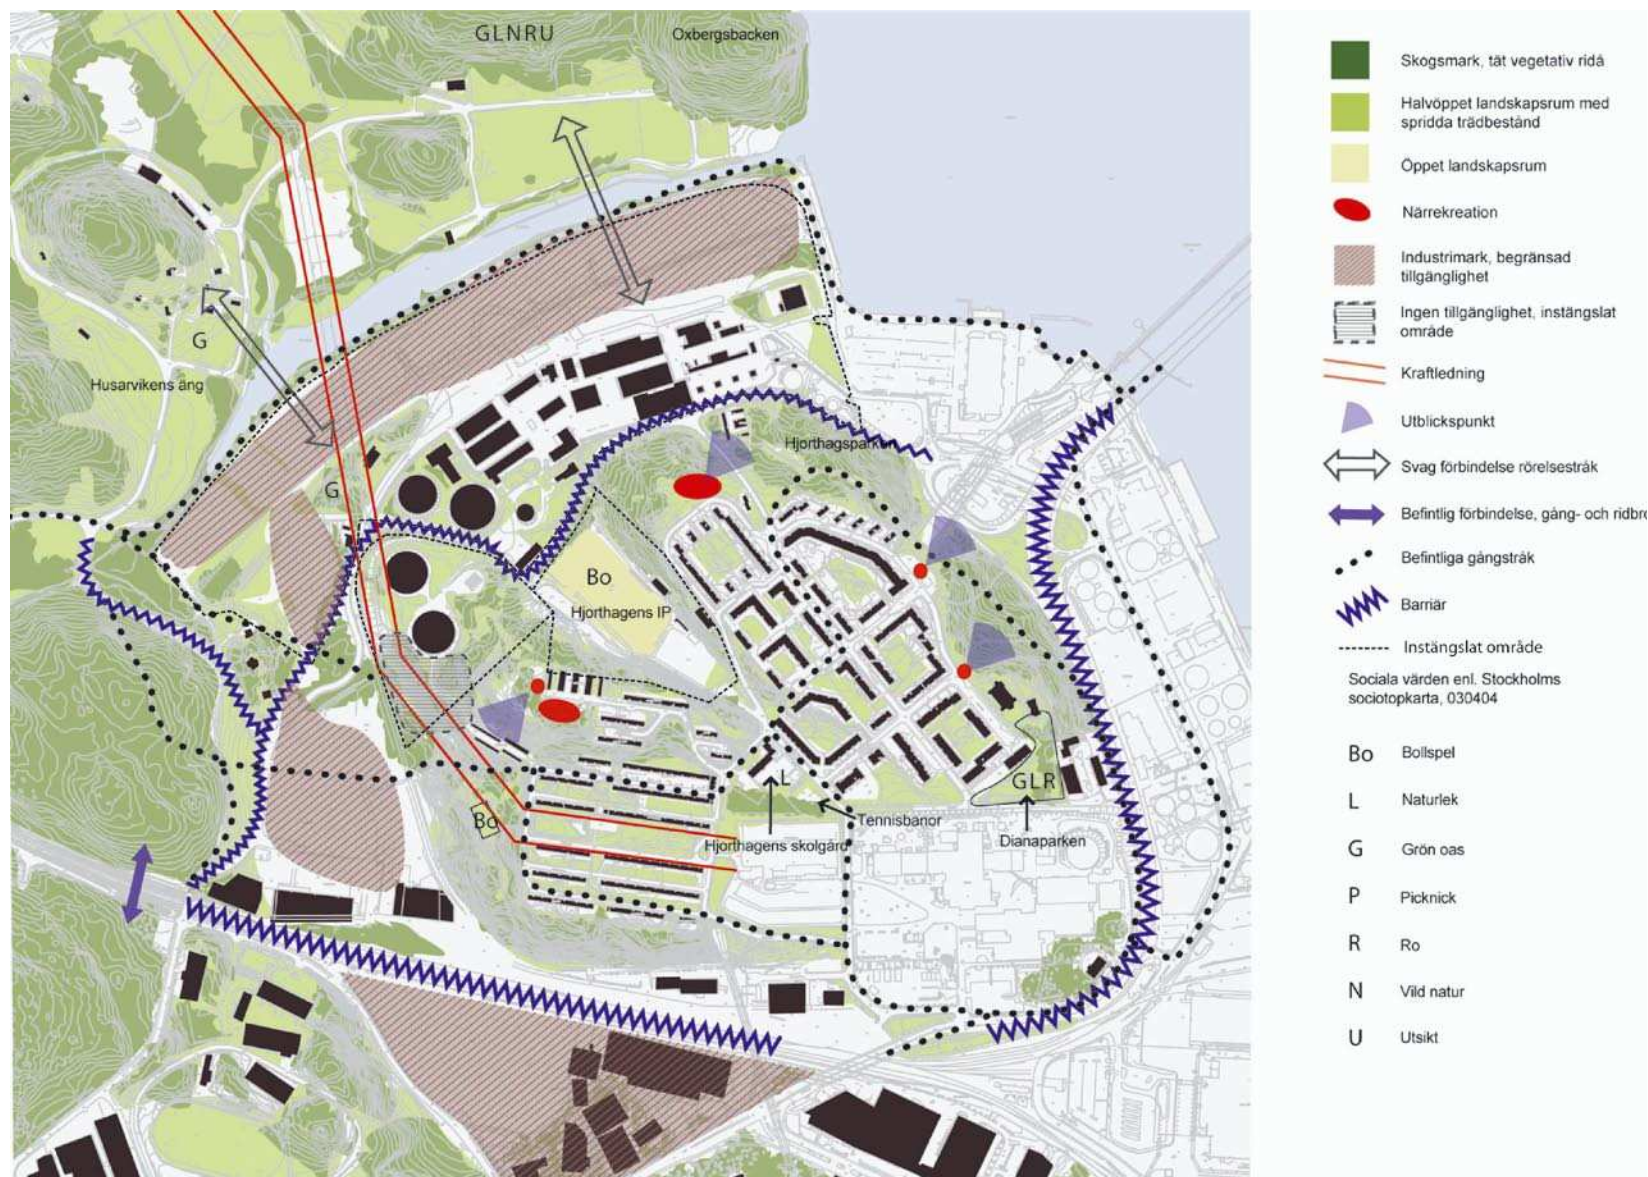 GLNRU
Oxbergsbacken
G
Husarvikens äng
G
Hjorthagsparken
Bo
Hjorthagens IP
L
GLR
Bo
Tennisbanor
Hjorthagens skolgård
Dianaparken
Skogsmark, tät vegetativ ridå
Halvöppet landskapsrum med
spridda trädbestånd
Öppet landskapsrum
Närrekreation
Industrimark, begränsad
tillgänglighet
Ingen tillgänglighet, instängslat
område
Kraftledning
Utblickspunkt
Svag förbindelse rörelsestråk
Befintlig förbindelse, gång- och ridbro
Befintliga gångstråk
Barriär
Instängslat område
Sociala värden enl. Stockholms
sociotopkarta, 030404
Bo Bollspel
L Naturlek
G Grön oas
P Picknick
R Ro
N Vild natur
U Utsikt